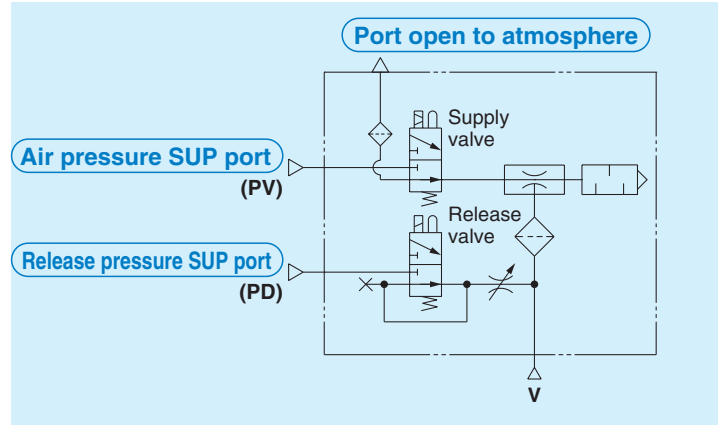 Port open to atmosphere
Supply
valve
Air pressure SUP port
(PV)
Release
valve
Release pressure SUP port
(PD)
V